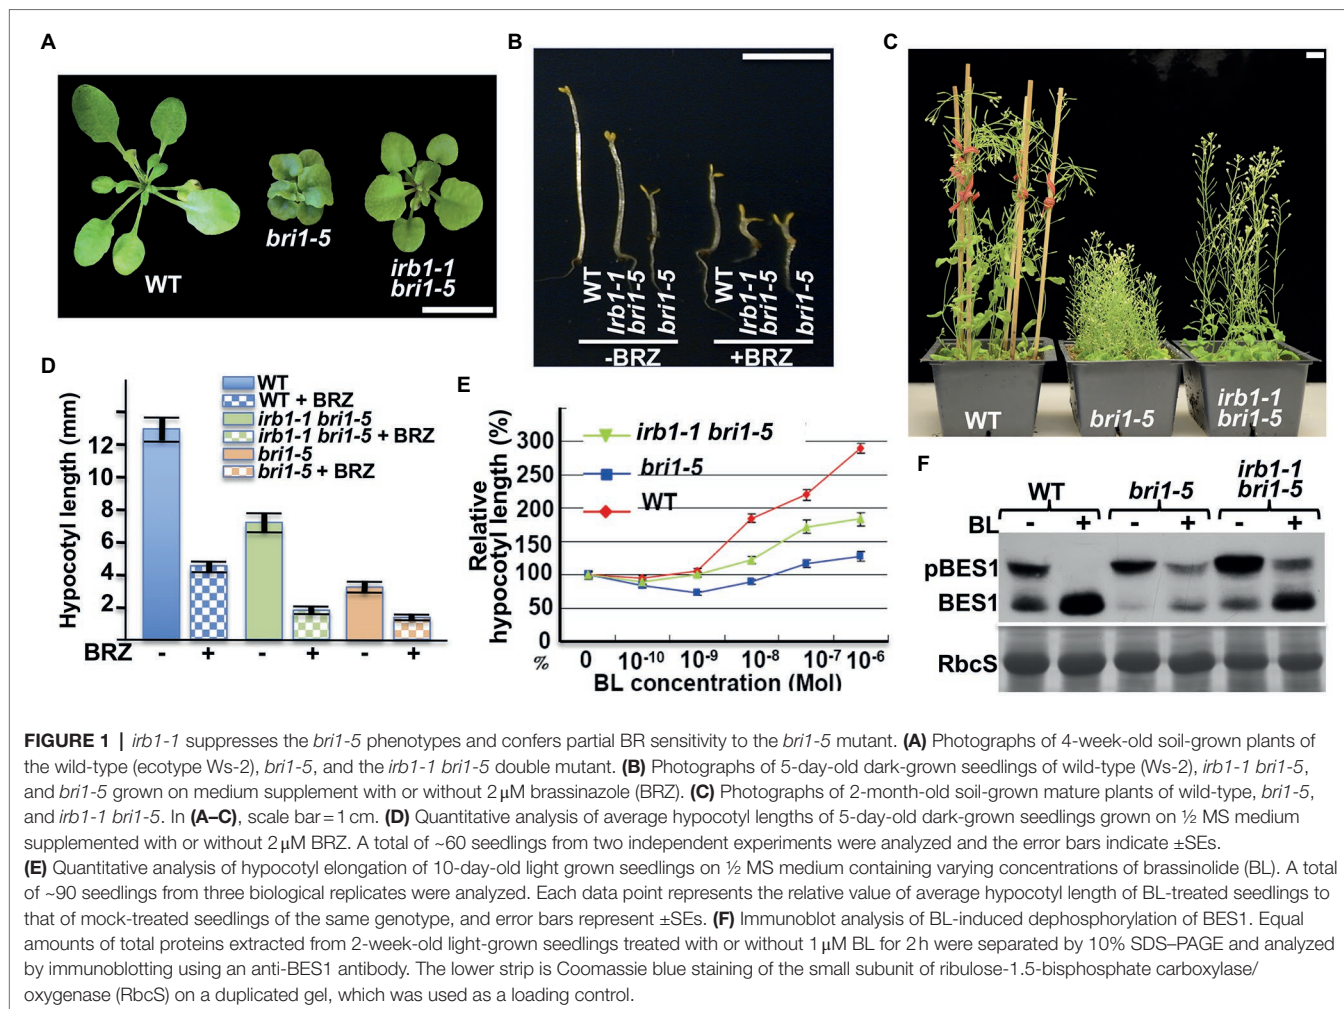 A
WT
bri1-5
irb1-1
bri1-5
B
WT
Irb1-1
bri1-5
bri1-5
WT
Irb1-1
bri1-5
bri1-5
-BRZ
+BRZ
C
WT
bri1-5
irb1-1
bri1-5
D
Hypocotyl length (mm)
12
10
8
6
4
2
WT
WT + BRZ
irb1-1 bri1-5
irb1-1 bri1-5 + BRZ
bri1-5
bri1-5 + BRZ
BRZ - + - + - +
E
Relative
hypocotyl length (%)
300
250
200
150
100
50
0
irb1-1 bri1-5
bri1-5
WT
% 0 10-10 10-9 10-8 10-7 10-6
BL concentration (Mol)
F
WT bri1-5 irb1-1
bri1-5
BL - + - + - +
pBES1
BES1
RbcS
FIGURE 1 | irb1-1 suppresses the bri1-5 phenotypes and confers partial BR sensitivity to the bri1-5 mutant. (A) Photographs of 4-week-old soil-grown plants of
the wild-type (ecotype Ws-2), bri1-5, and the irb1-1 bri1-5 double mutant. (B) Photographs of 5-day-old dark-grown seedlings of wild-type (Ws-2), irb1-1 bri1-5,
and bri1-5 grown on medium supplement with or without 2 μM brassinazole (BRZ). (C) Photographs of 2-month-old soil-grown mature plants of wild-type, bri1-5,
and irb1-1 bri1-5. In (A–C), scale bar = 1 cm. (D) Quantitative analysis of average hypocotyl lengths of 5-day-old dark-grown seedlings grown on ½ MS medium
supplemented with or without 2 μM BRZ. A total of ~60 seedlings from two independent experiments were analyzed and the error bars indicate ±SEs.
(E) Quantitative analysis of hypocotyl elongation of 10-day-old light grown seedlings on ½ MS medium containing varying concentrations of brassinolide (BL). A total
of ~90 seedlings from three biological replicates were analyzed. Each data point represents the relative value of average hypocotyl length of BL-treated seedlings to
that of mock-treated seedlings of the same genotype, and error bars represent ±SEs. (F) Immunoblot analysis of BL-induced dephosphorylation of BES1. Equal
amounts of total proteins extracted from 2-week-old light-grown seedlings treated with or without 1 μM BL for 2 h were separated by 10% SDS–PAGE and analyzed
by immunoblotting using an anti-BES1 antibody. The lower strip is Coomassie blue staining of the small subunit of ribulose-1.5-bisphosphate carboxylase/
oxygenase (RbcS) on a duplicated gel, which was used as a loading control.